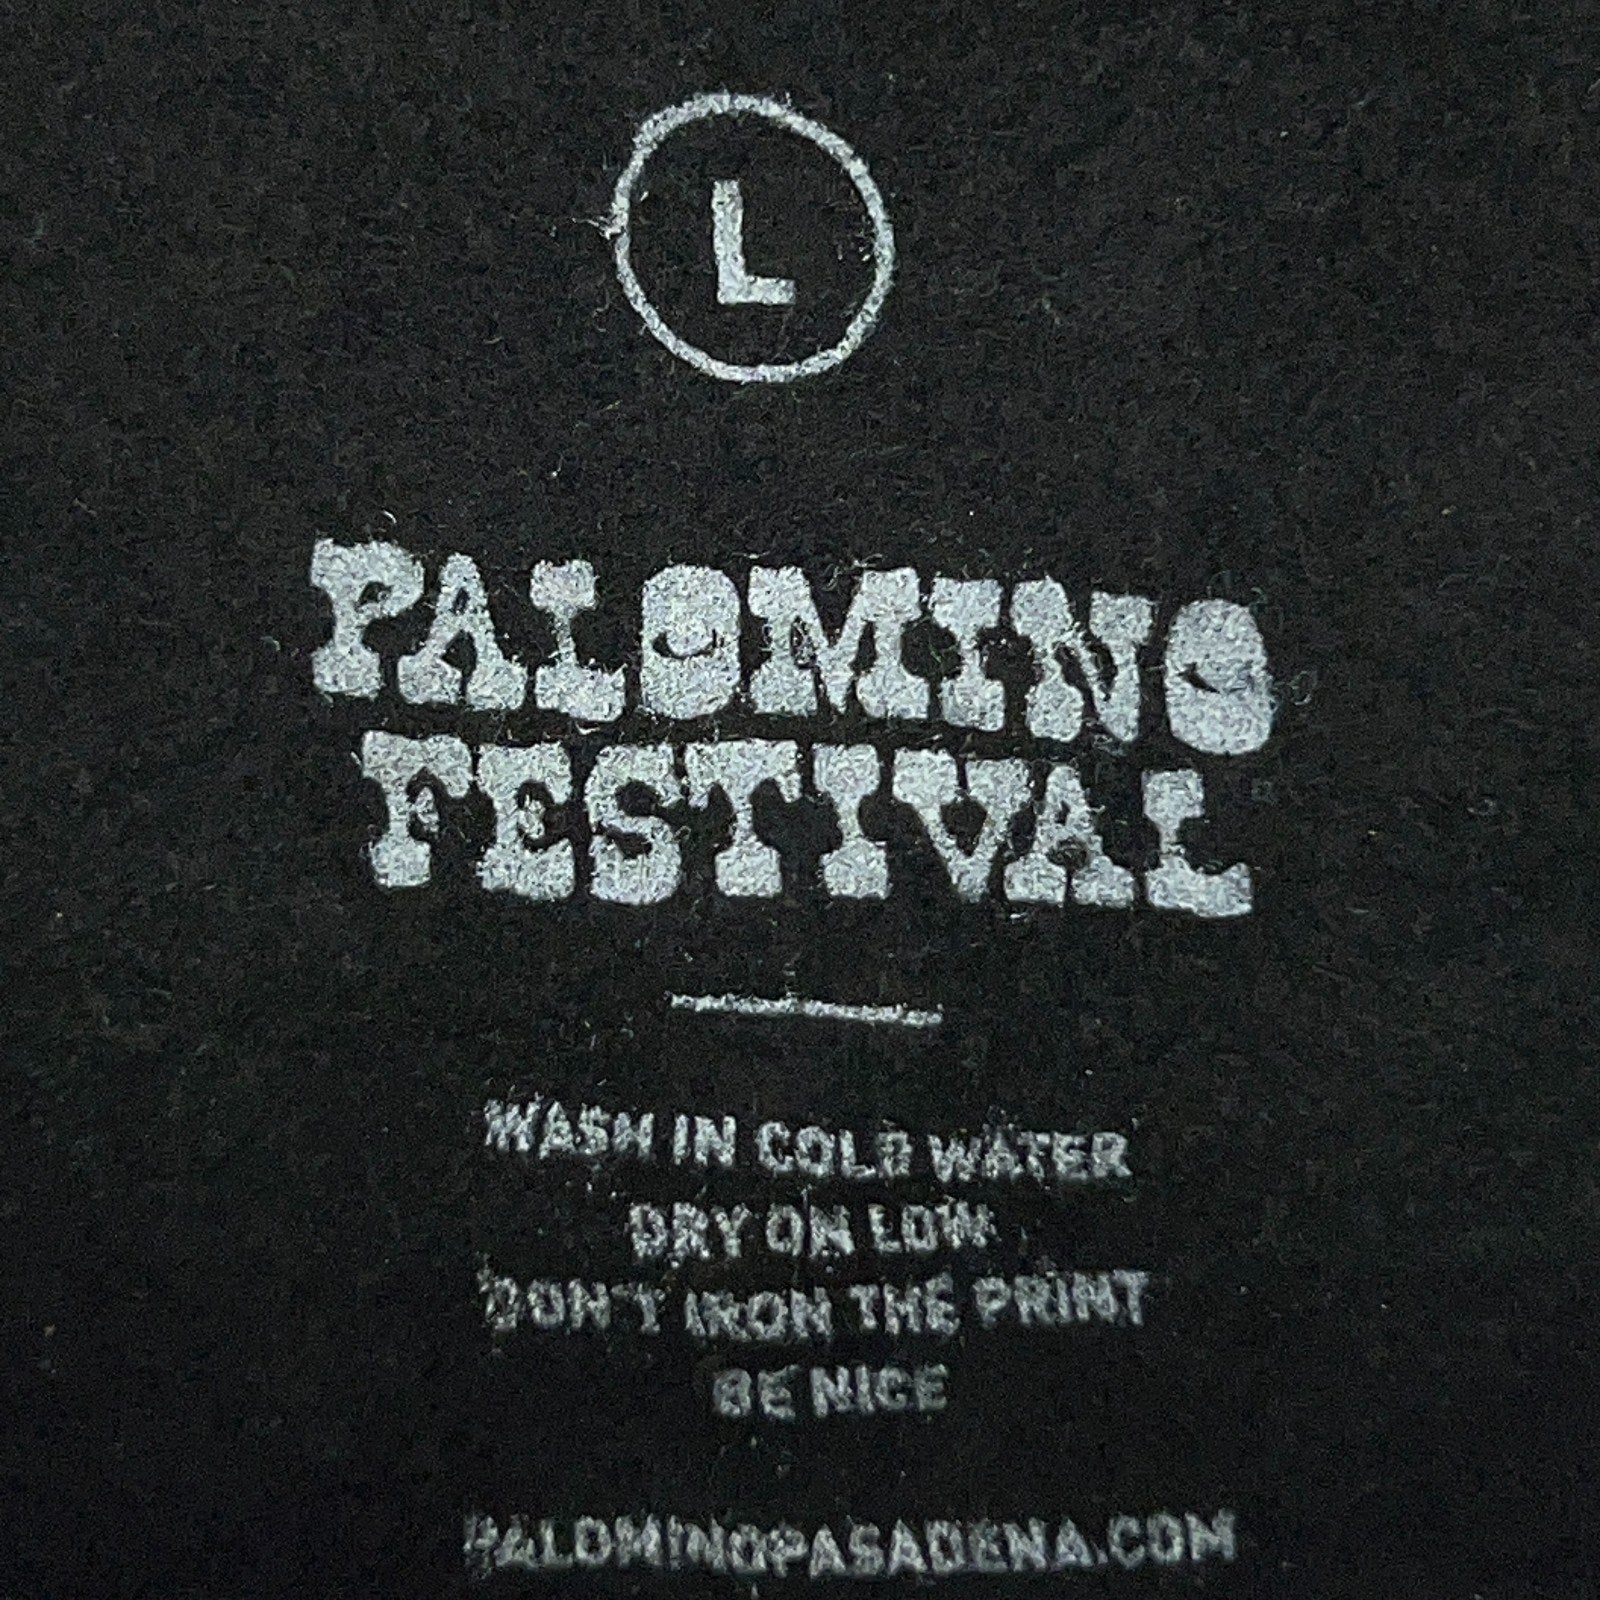 L
PALOMINO
FESTIVAL
WASH IN COLD WATER
DRY ON LOW
DON'T IRON THE PRINT
BE NICE
PALOMINOPASADENA.COM